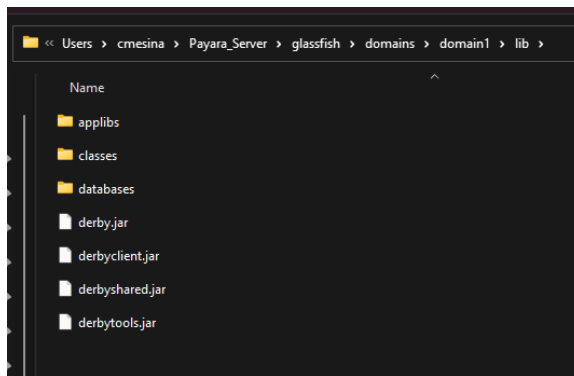 « Users > cmesina > Payara_Server > glassfish > domains > domain1 > lib >
Name
applibs
classes
databases
derby.jar
derbyclient.jar
derbyshared.jar
derbytools.jar